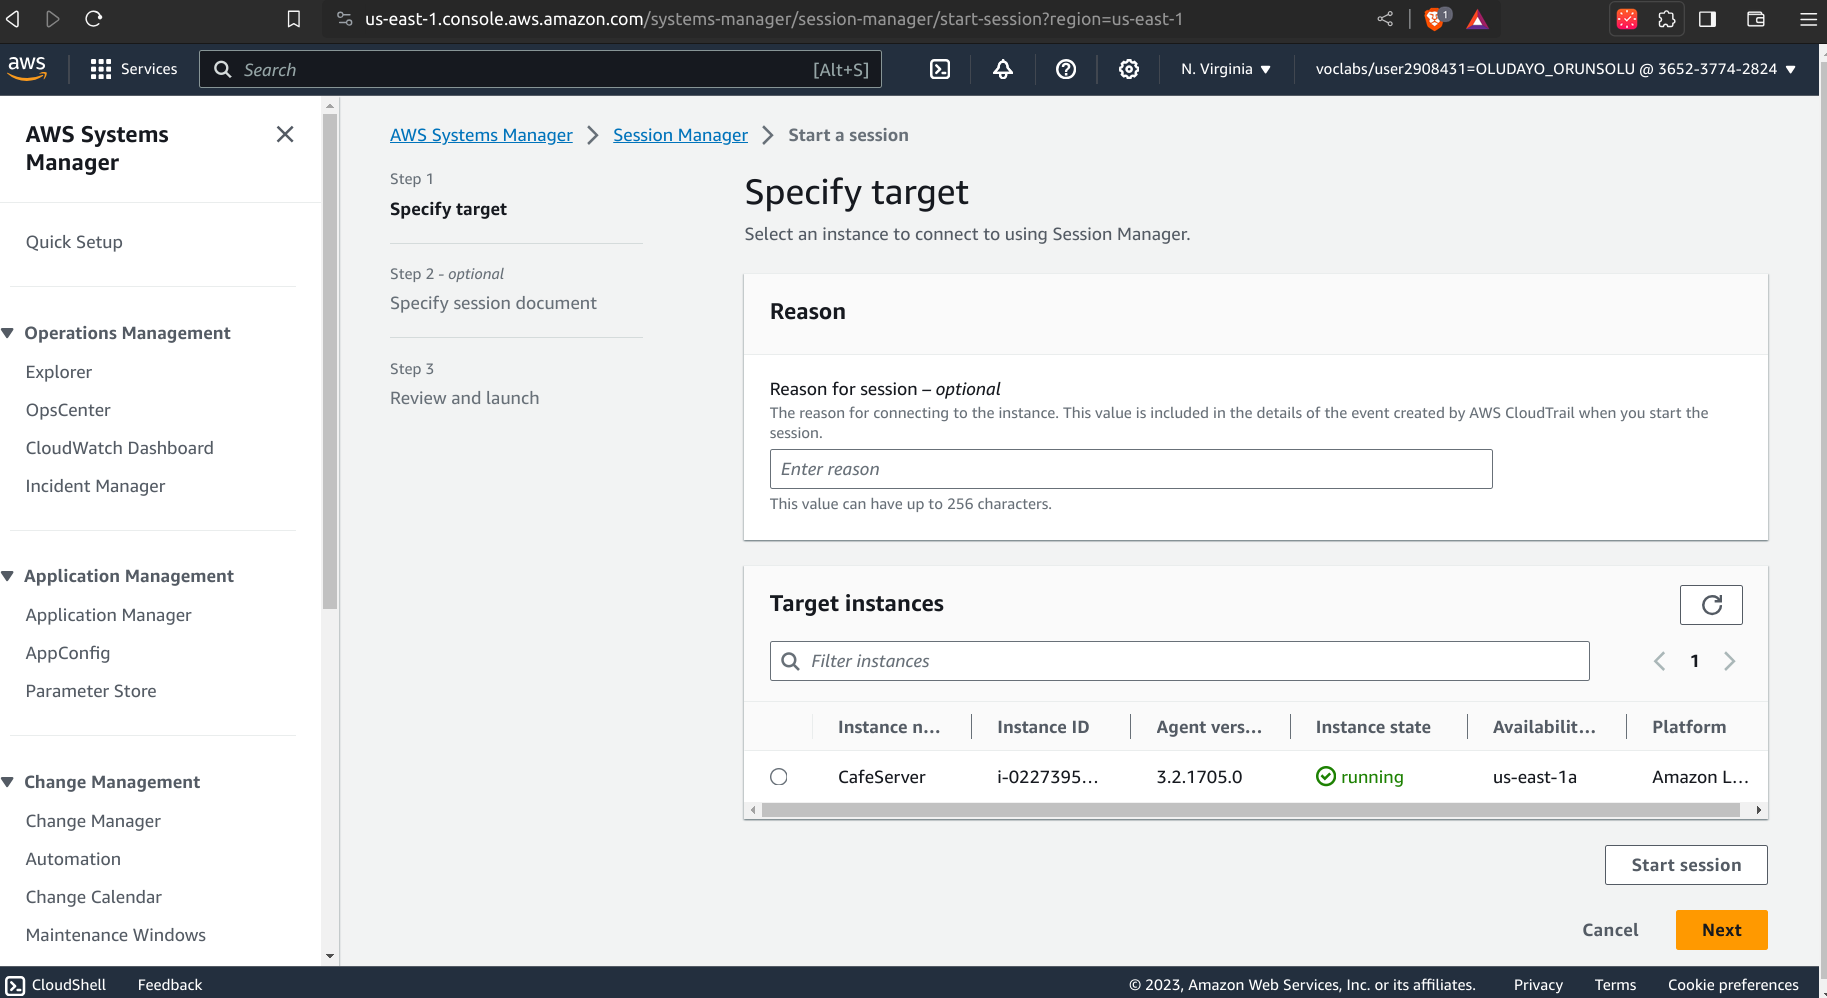 us-east-1.console.aws.amazon.com/systems-manager/session-manager/start-session?region=us-east-1
1
aws
Services
Search
[Alt+S]
N. Virginia
voclabs/user2908431=OLUDAYO_ORUNSOLU @ 3652-3774-2824
AWS Systems
Manager
Quick Setup
Operations Management
Explorer
OpsCenter
CloudWatch Dashboard
Incident Manager
Application Management
Application Manager
AppConfig
Parameter Store
Change Management
Change Manager
Automation
Change Calendar
Maintenance Windows
AWS Systems Manager
Session Manager
Start a session
Step 1
Specify target
Step 2 - optional
Specify session document
Step 3
Review and launch
Specify target
Select an instance to connect to using Session Manager.
Reason
Reason for session – optional
The reason for connecting to the instance. This value is included in the details of the event created by AWS CloudTrail when you start the
session.
Enter reason
This value can have up to 256 characters.
Target instances
Filter instances
1
Instance n... Instance ID Agent vers... Instance state Availabilit... Platform
CafeServer i-0227395... 3.2.1705.0 running us-east-1a Amazon L...
Start session
Cancel
Next
CloudShell
Feedback
© 2023, Amazon Web Services, Inc. or its affiliates.
Privacy
Terms
Cookie preferences